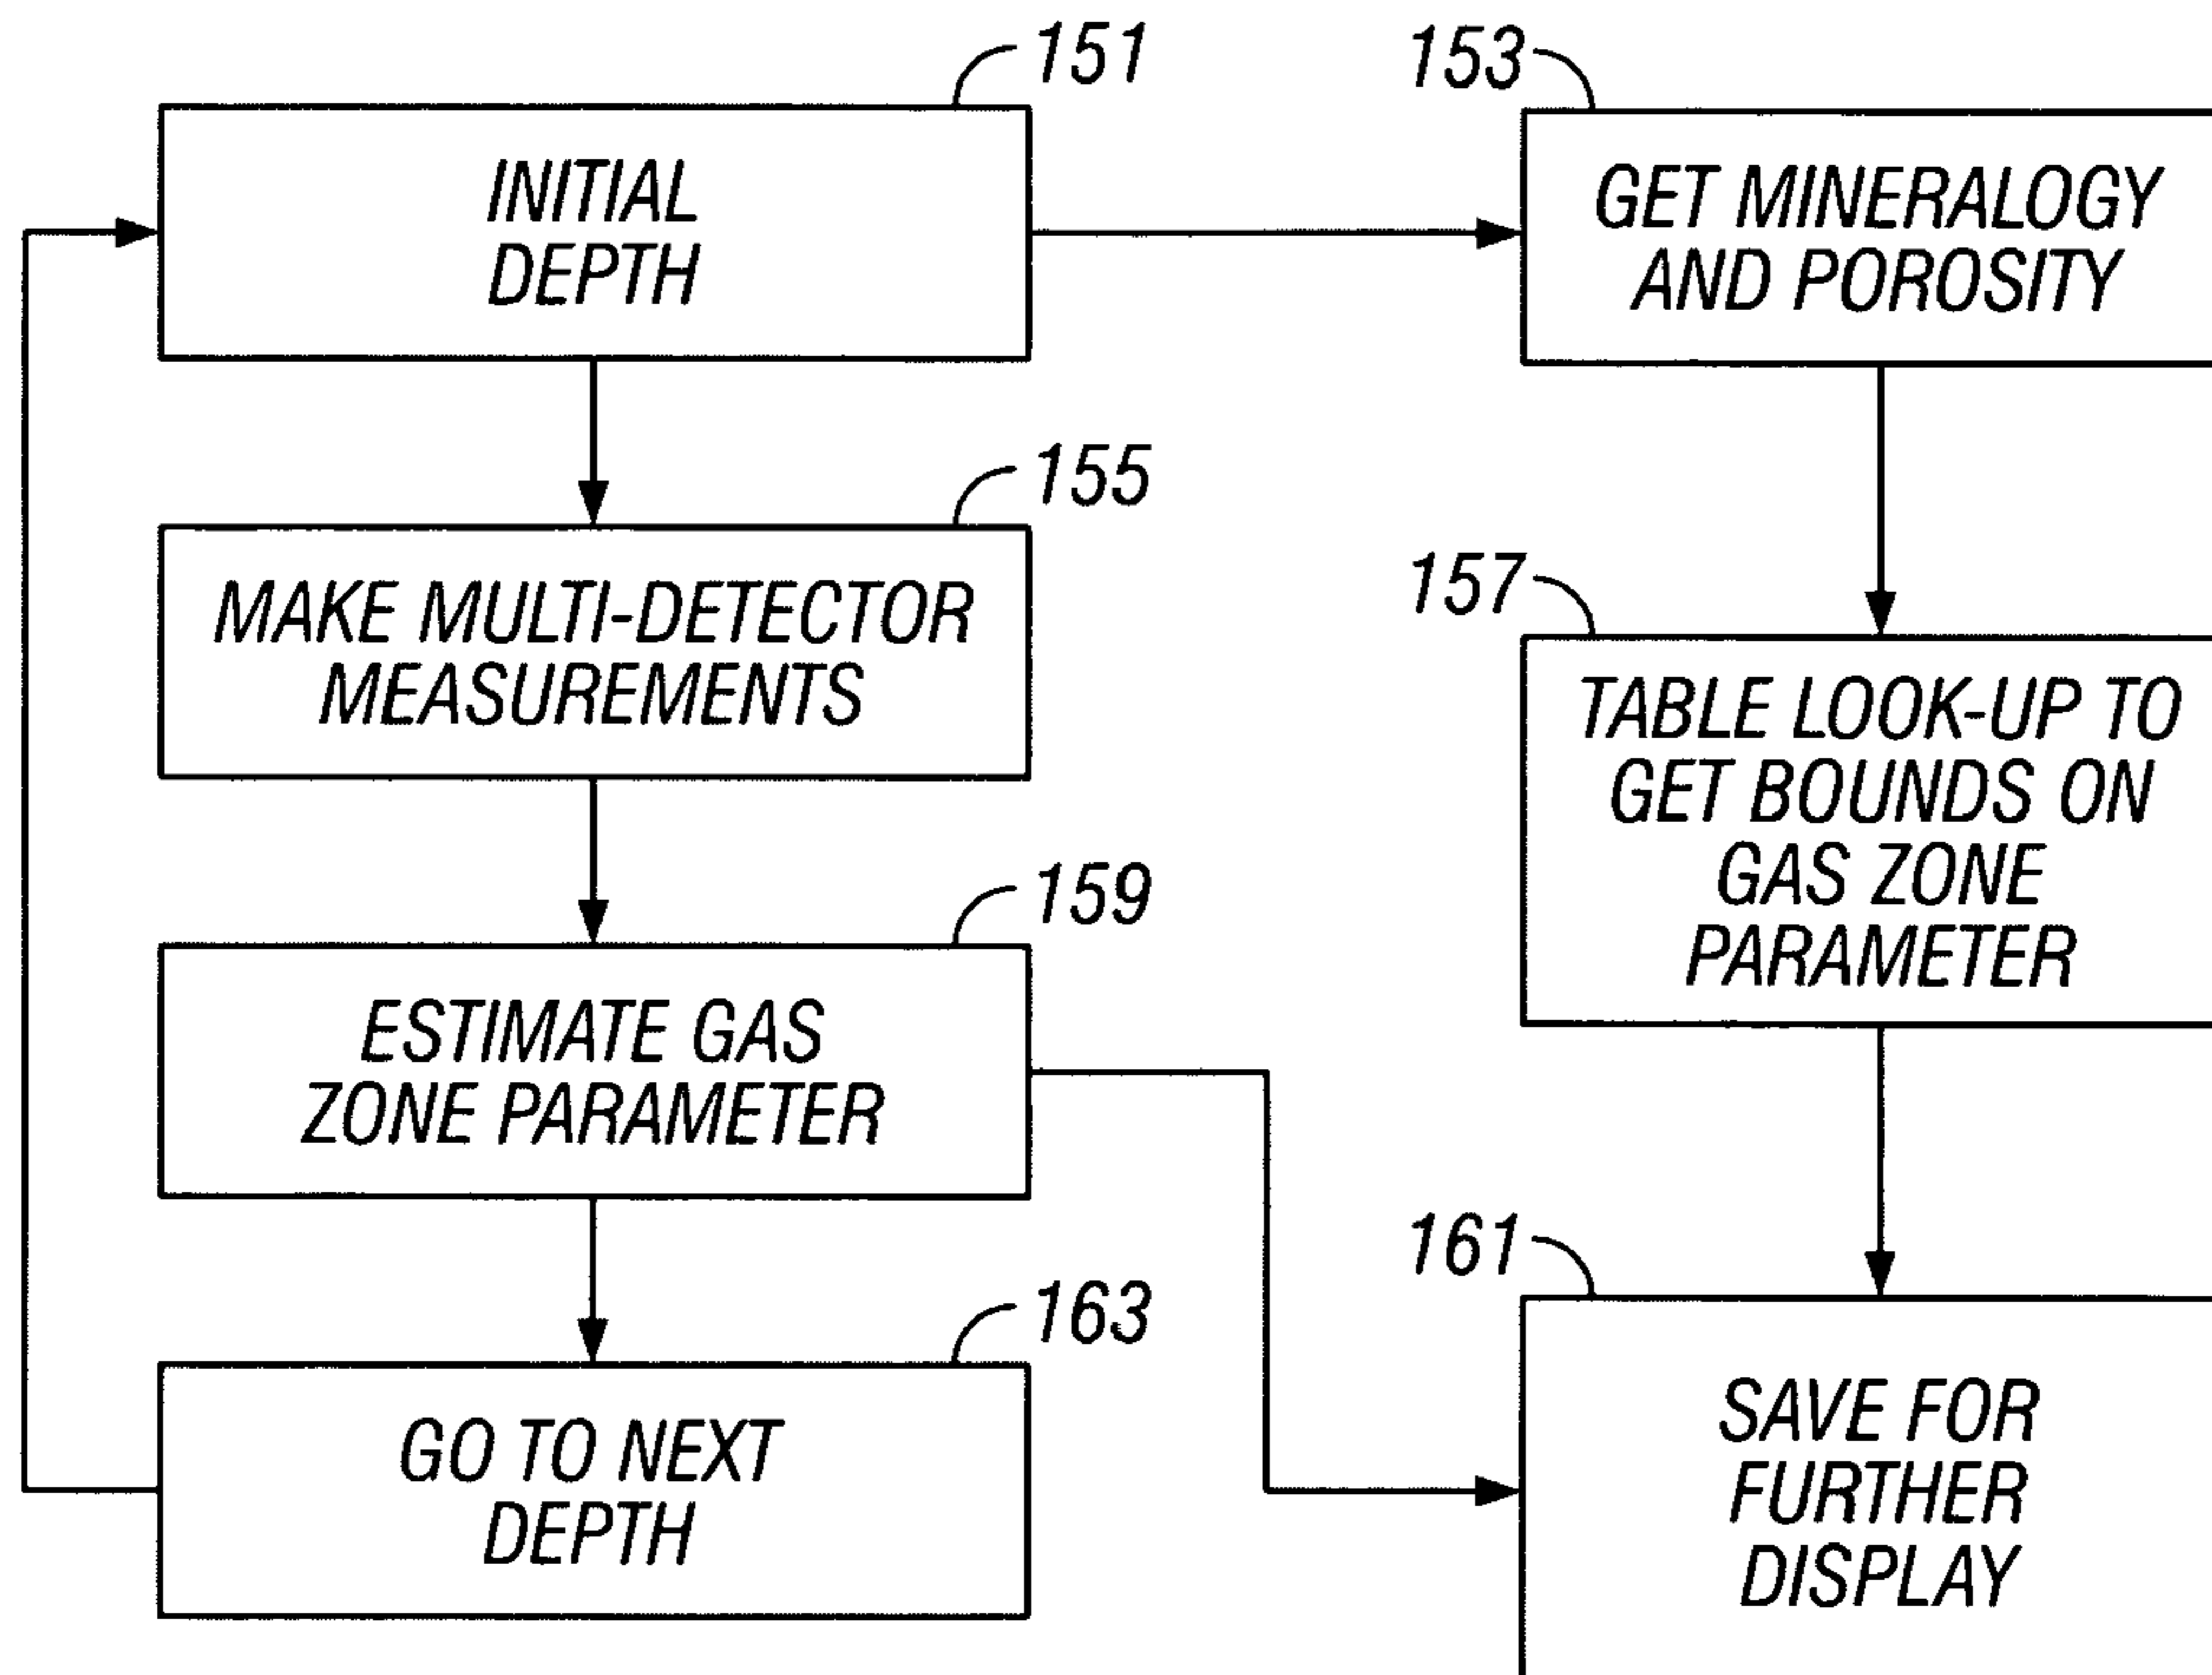 151
INITIAL
DEPTH
153
GET MINERALOGY
AND POROSITY
155
MAKE MULTI-DETECTOR
MEASUREMENTS
157
TABLE LOOK-UP TO
GET BOUNDS ON
GAS ZONE
PARAMETER
159
ESTIMATE GAS
ZONE PARAMETER
161
SAVE FOR
FURTHER
DISPLAY
163
GO TO NEXT
DEPTH